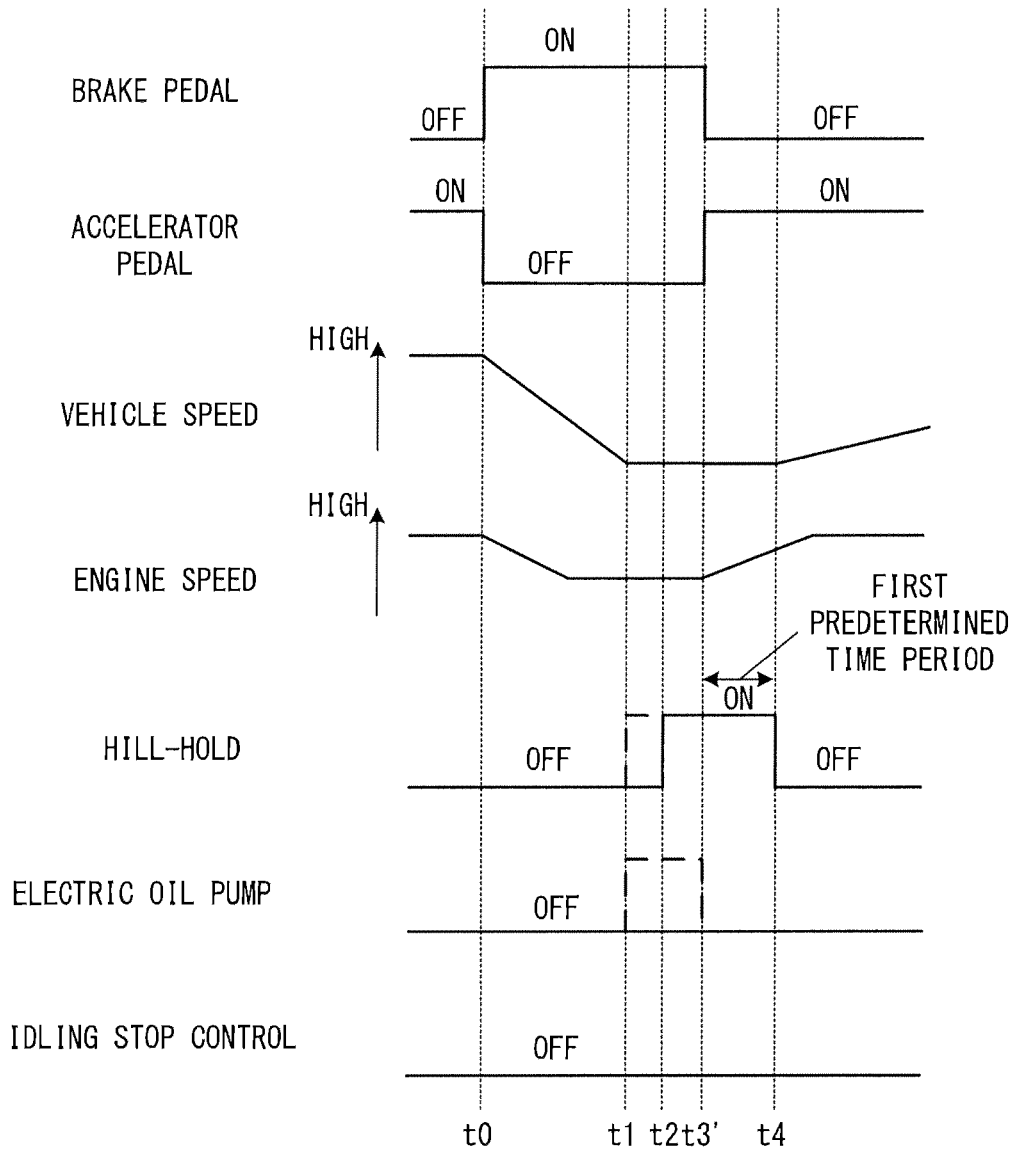 ON
BRAKE PEDAL
OFF
OFF
ON
ON
ACCELERATOR
PEDAL
OFF
HIGH
VEHICLE SPEED
HIGH
ENGINE SPEED
FIRST
PREDETERMINED
TIME PERIOD
ON
HILL-HOLD
OFF
OFF
ELECTRIC OIL PUMP
OFF
IDLING STOP CONTROL
OFF
t0
t1
t2
t3'
t4